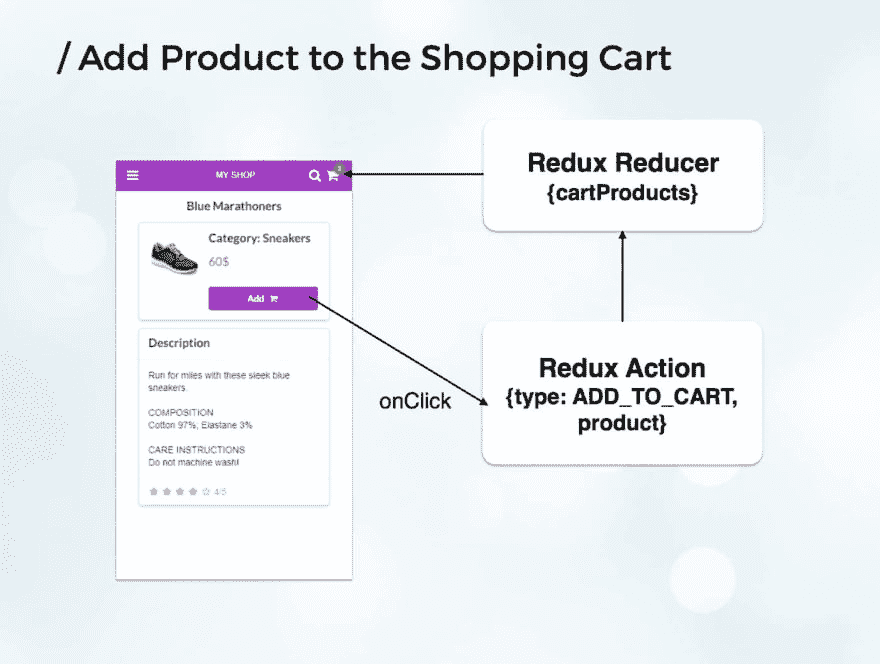 / Add Product to the Shopping Cart
MY SHOP
Blue Marathoners
Category: Sneakers
60$
Add
Description
Run for miles with these sleek blue
sneakers.
COMPOSITION
Cotton 97%, Elastane 3%
CARE INSTRUCTIONS
Do not machine wash!
4/5
onClick
Redux Reducer
{cartProducts}
Redux Action
{type: ADD_TO_CART,
product}